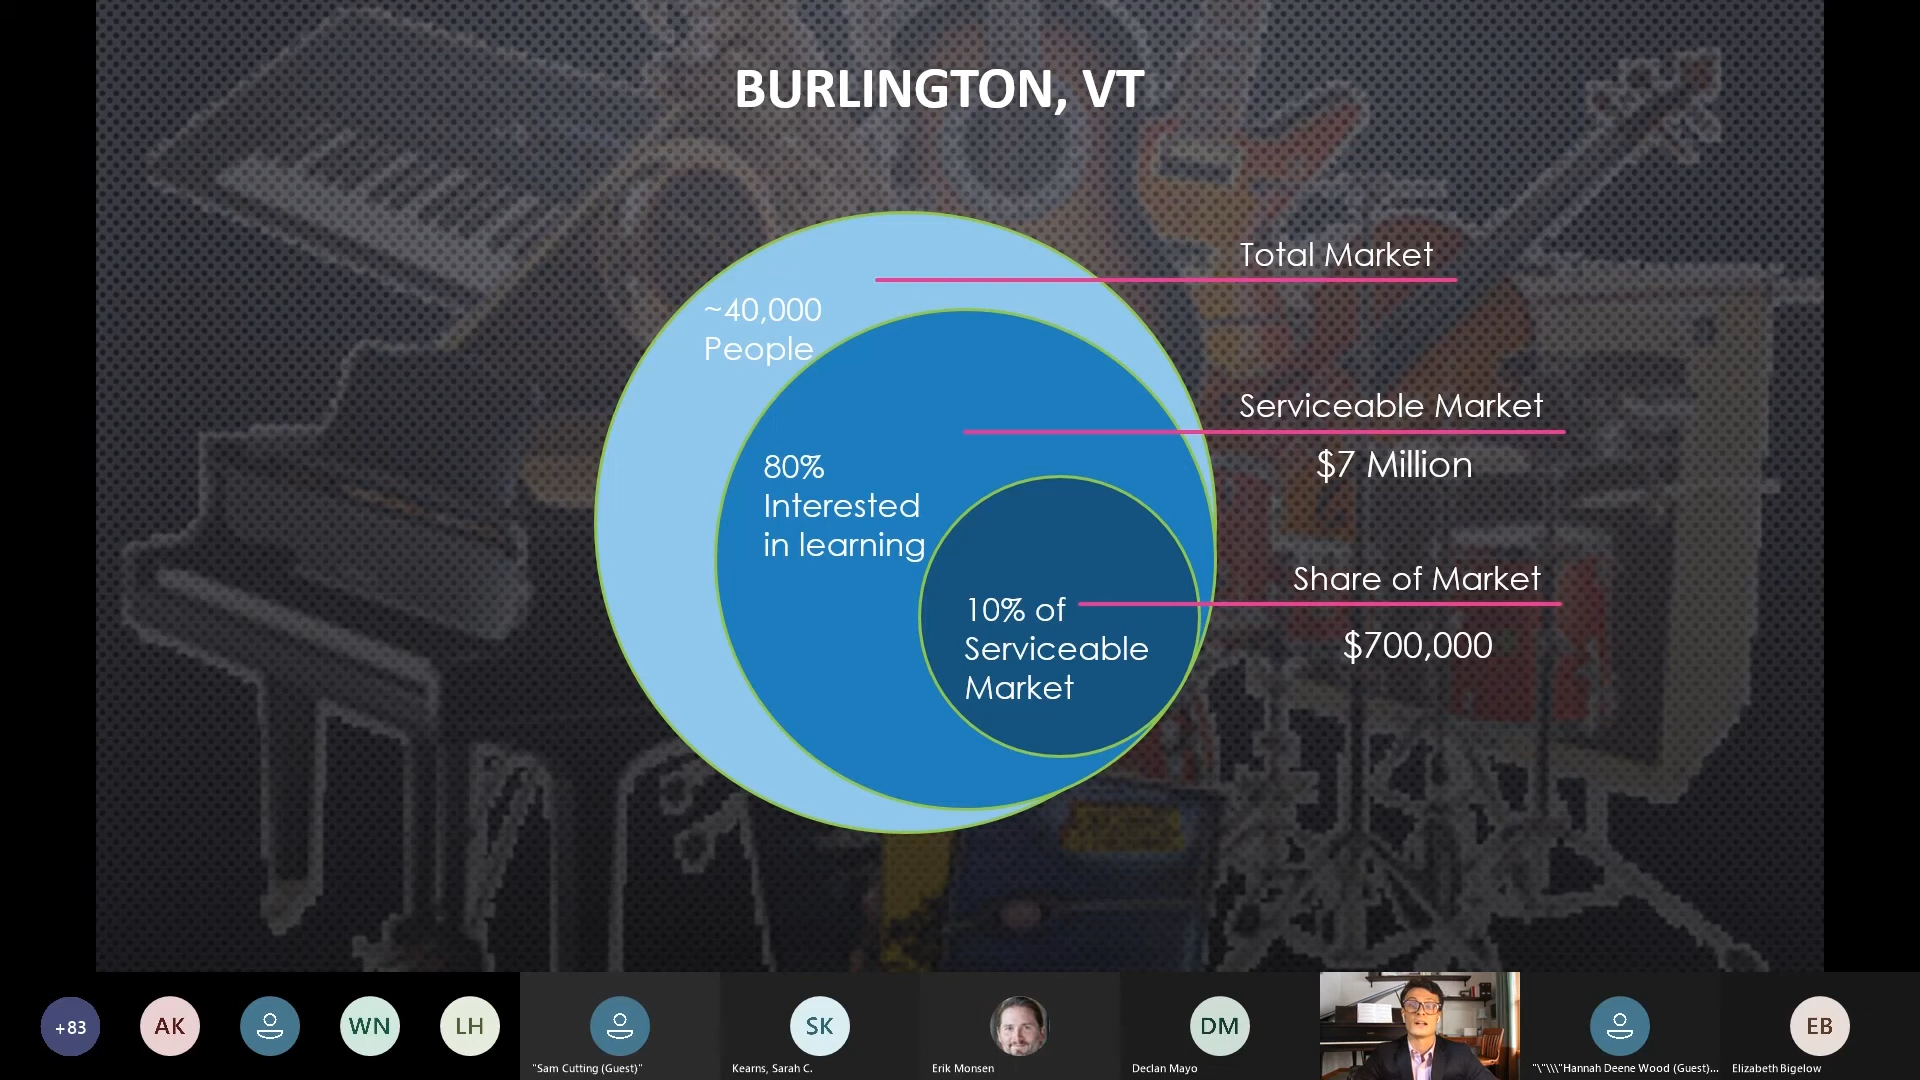 BURLINGTON, VT
Total Market
~40,000
People
Serviceable Market
$7 Million
80%
Interested
in learning
Share of Market
10% of
Serviceable
Market
$700,000
+83
AK
WN
LH
SK
DM
EB
"Sam Cutting (Guest)"
Kearns, Sarah C.
Erik Monsen
Declan Mayo
"\"\\\"Hannah Deene Wood (Guest)...
Elizabeth Bigelow